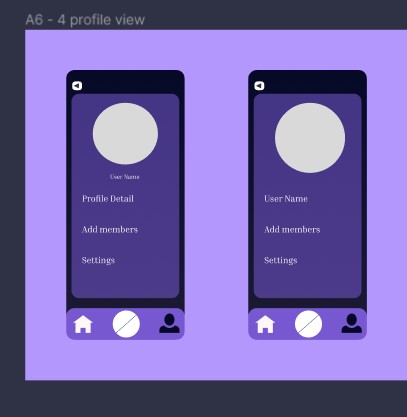 A6 - 4 profile view
User Name
Profile Detail
Add members
Settings
User Name
Add members
Settings